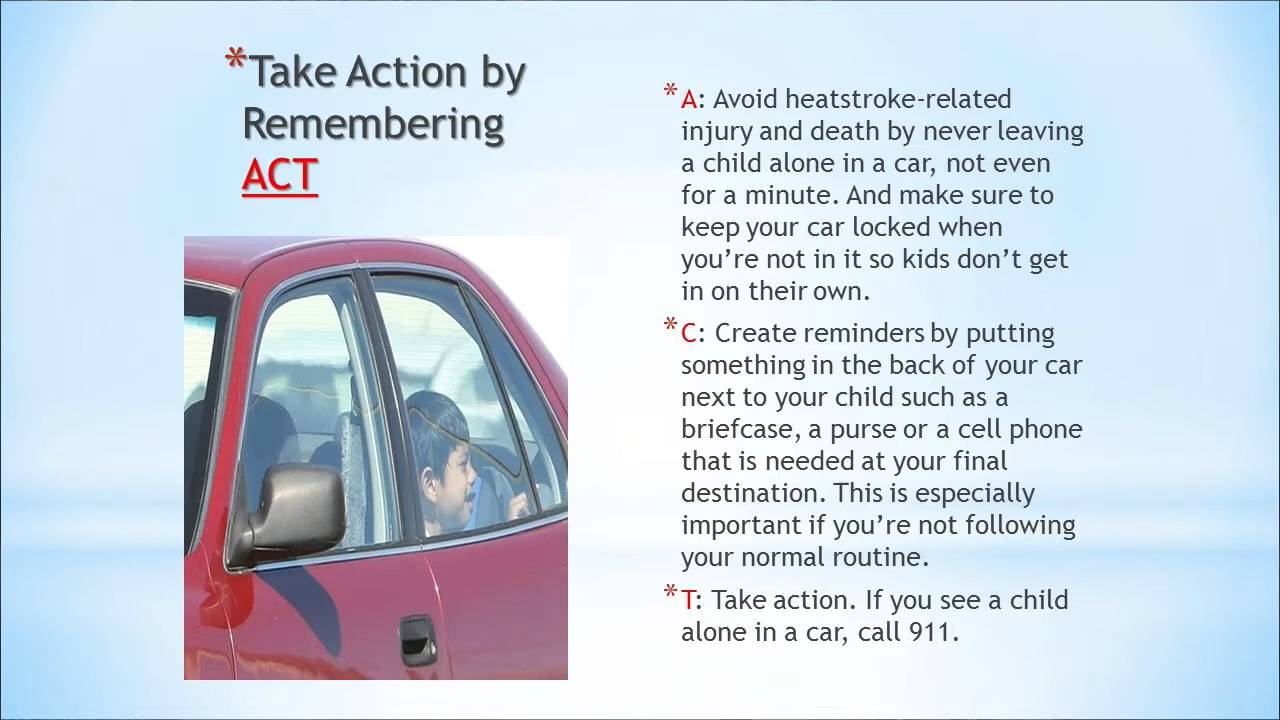 *Take Action by
Remembering
ACT
* A: Avoid heatstroke-related
injury and death by never leaving
a child alone in a car, not even
for a minute. And make sure to
keep your car locked when
you’re not in it so kids don’t get
in on their own.
* C: Create reminders by putting
something in the back of your car
next to your child such as a
briefcase, a purse or a cell phone
that is needed at your final
destination. This is especially
important if you’re not following
your normal routine.
* T: Take action. If you see a child
alone in a car, call 911.